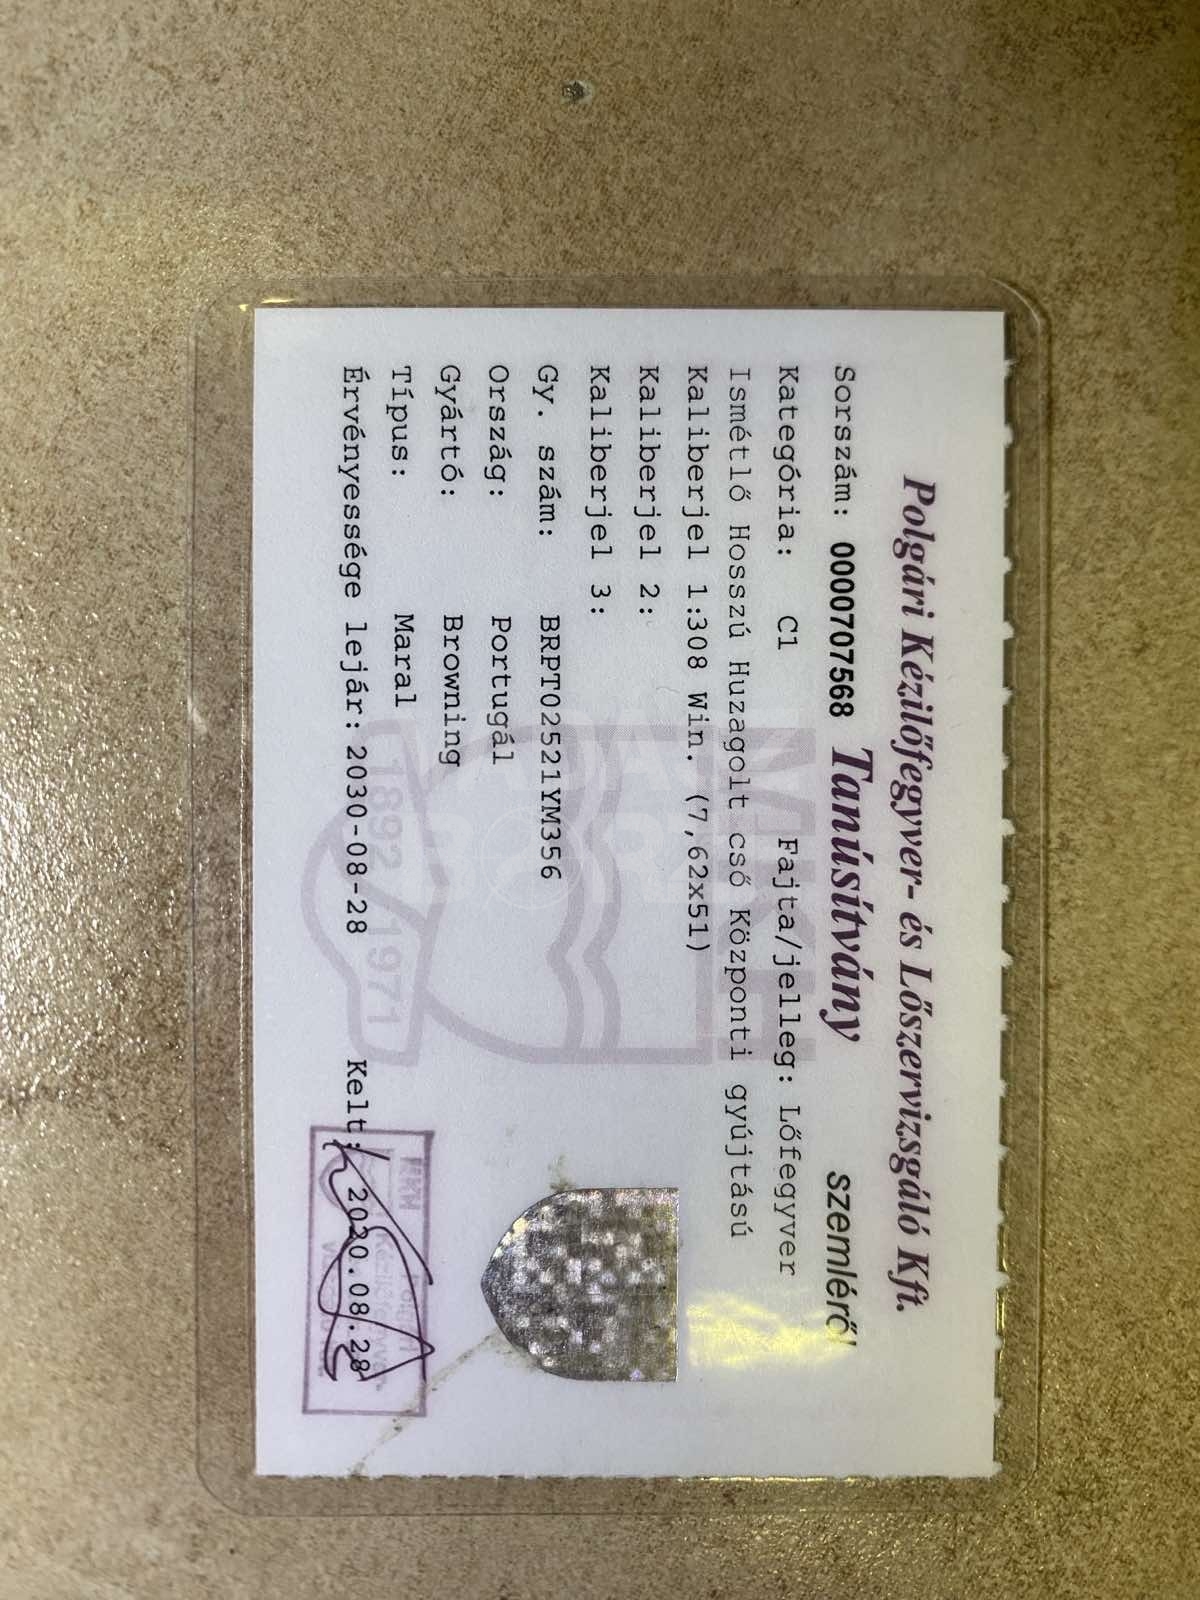 Polgári Kézilőfegyver- és Lőszervizsgáló Kft.
Sorszám: 0000707568 Tanúsítvány szemléről
Kategória: C1 Fajta/jelleg: Lőfegyver
Ismétlő Hosszú Huzagolt cső Központi gyújtású
Kaliberjel 1:308 Win. (7,62x51)
Kaliberjel 2:
Kaliberjel 3:
Gy. szám: BRPT02521YM356
Ország: Portugál
Gyártó: Browning
Típus: Maral
Érvényessége lejár: 2030-08-28 Kelt: 2020.08.28
1892 1971